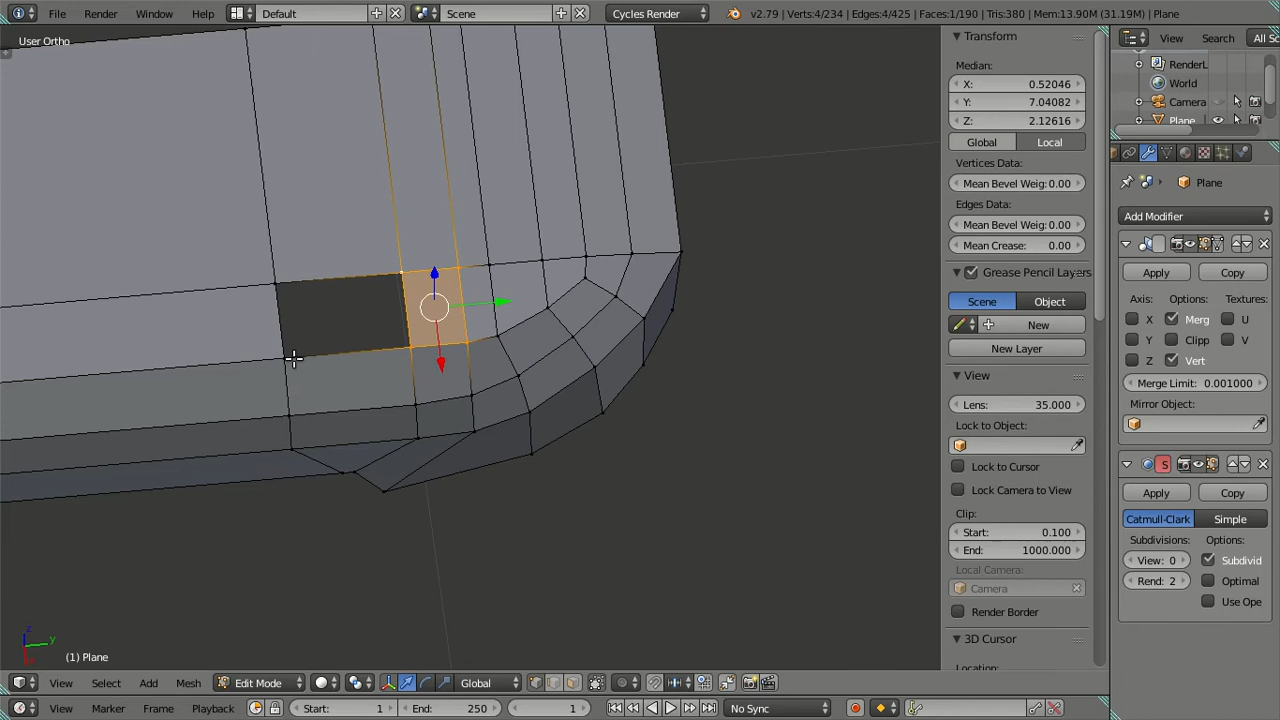 File Render Window Help Default Scene Cycles Render v2.79 | Verts:4/234 | Edges:4/425 | Faces:1/190 | Tris:380 | Mem:13.90M (31.19M) | Plane
User Ortho
(1) Plane
View Select Add Mesh Edit Mode Global
View Marker Frame Playback Start: 1 End: 250 1 No Sync
Transform
Median:
X: 0.52046
Y: 7.04082
Z: 2.12616
Global Local
Vertices Data:
Mean Bevel Weig: 0.00
Edges Data:
Mean Bevel Weig: 0.00
Mean Crease: 0.00
Grease Pencil Layers
Scene Object
New
New Layer
View
Lens: 35.000
Lock to Object:
Lock to Cursor
Lock Camera to View
Clip:
Start: 0.100
End: 1000.000
Local Camera:
Camera
Render Border
3D Cursor
Location:
View Search All Sc
RenderL
World
Camera
Plane
Plane
Add Modifier
Apply Copy
Axis: Options: Textures:
X Merg U
Y Clipp V
Z Vert
Merge Limit: 0.001000
Mirror Object:
S
Apply Copy
Catmull-Clark Simple
Subdivisions: Options:
View: 0 Subdivid
Rend: 2 Optimal
Use Ope